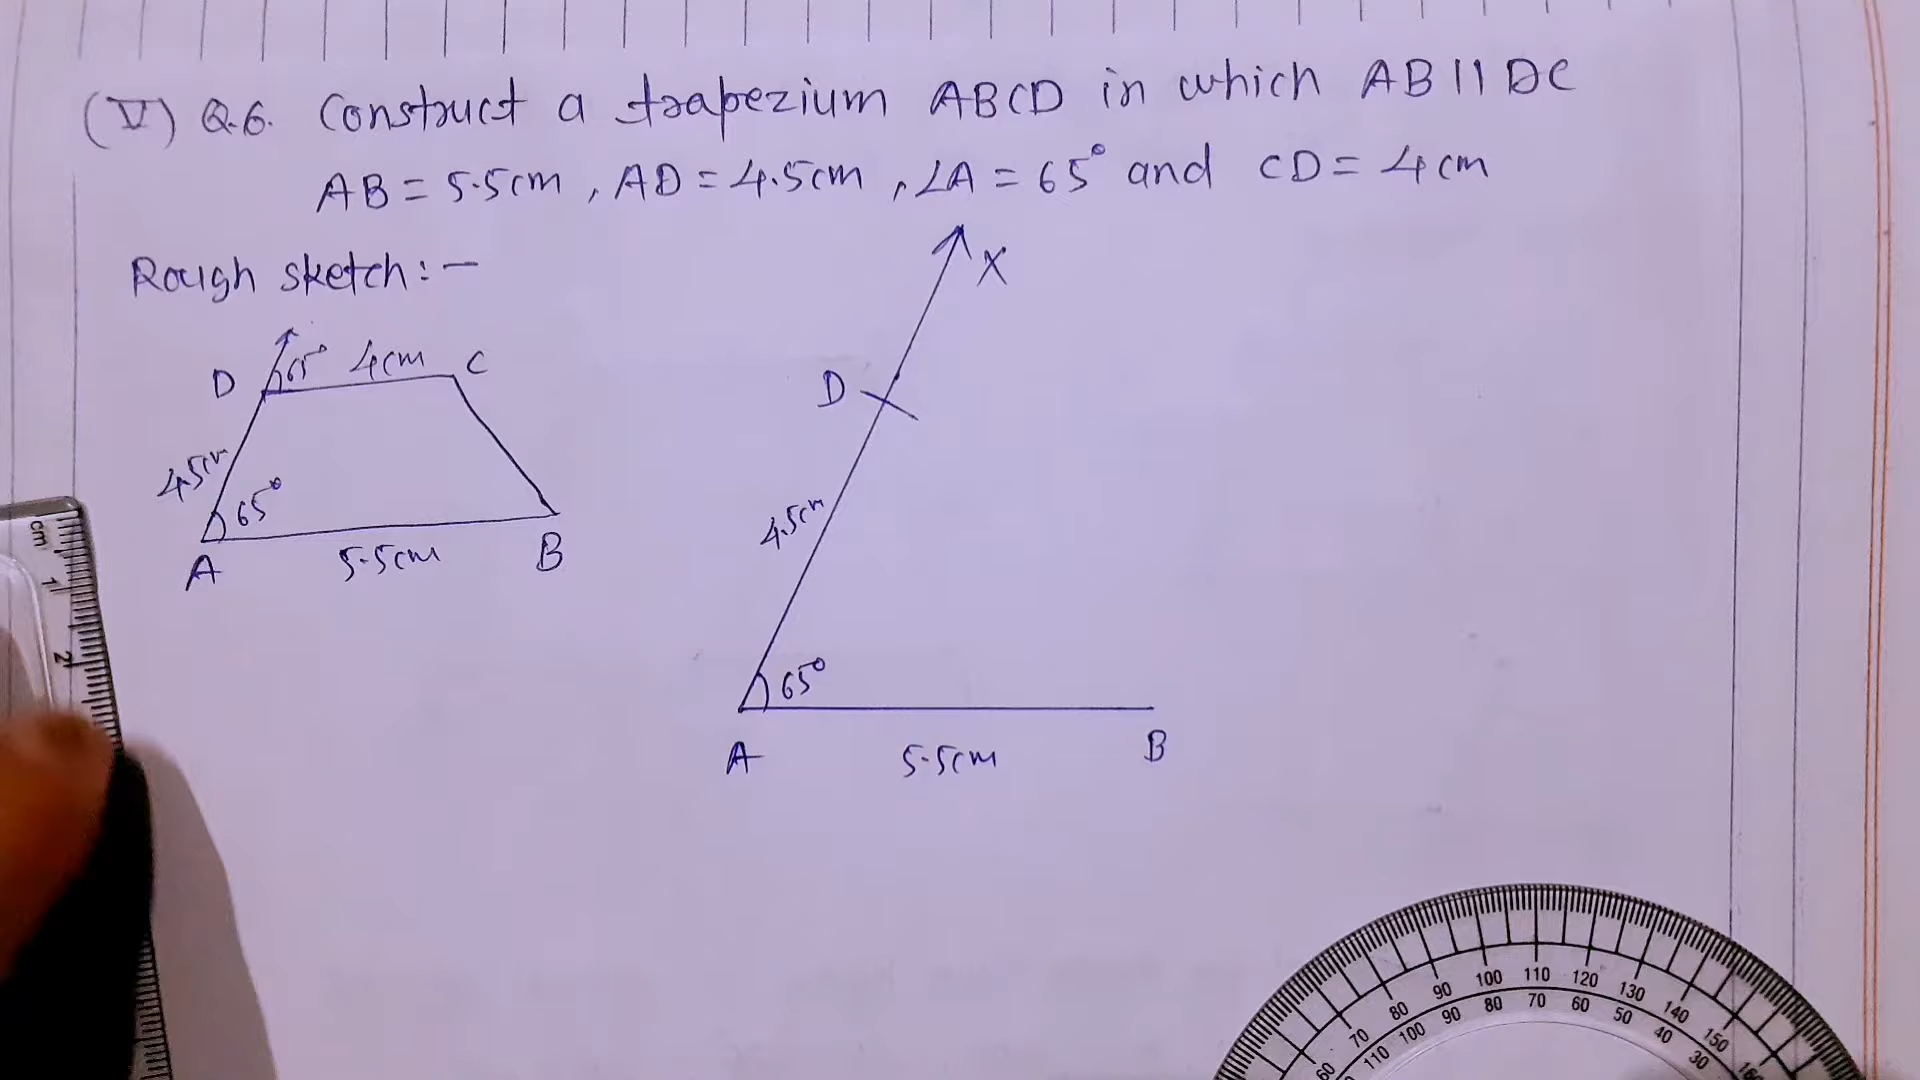 (V) Q.6. Construct a trapezium ABCD in which AB || DC
AB = 5.5cm , AD = 4.5cm , ∠A = 65° and CD = 4cm
Rough sketch :-
X
D 65° 4cm C
D
4.5cm
4.5cm
65°
A 5.5cm B
65°
A 5.5cm B
cm
1
2
60 70 80 90 100 110 120 130 140 150
110 100 90 80 70 60 50 40 30